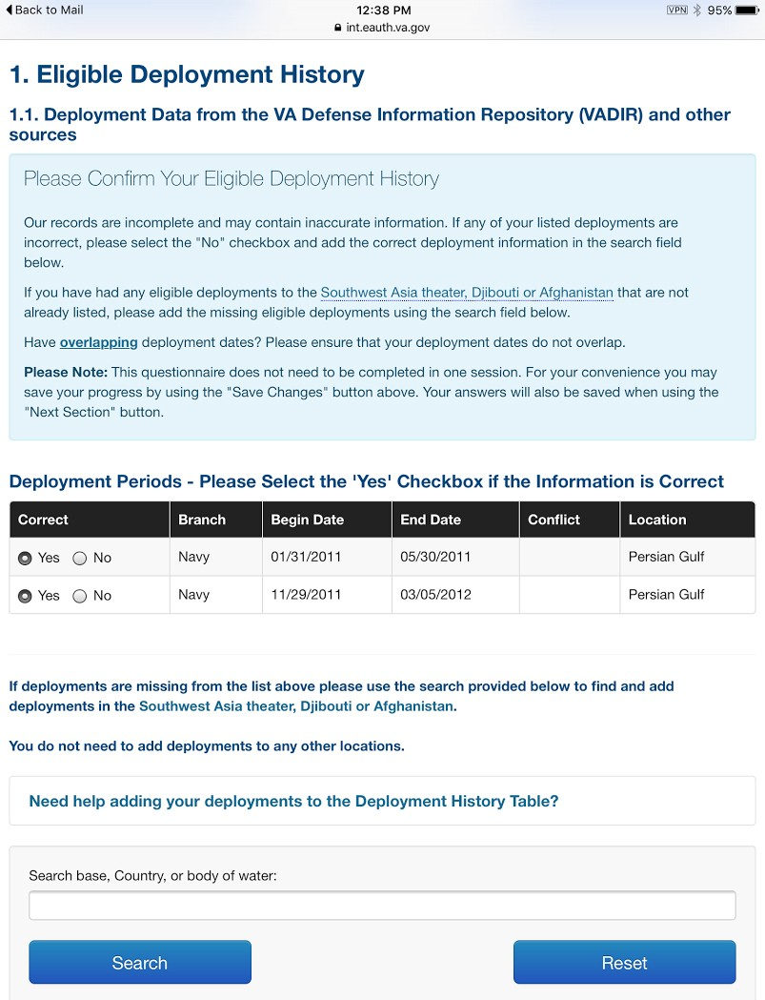 Back to Mail 12:38 PM VPN 95%
int.eauth.va.gov
1. Eligible Deployment History
1.1. Deployment Data from the VA Defense Information Repository (VADIR) and other
sources
Please Confirm Your Eligible Deployment History
Our records are incomplete and may contain inaccurate information. If any of your listed deployments are
incorrect, please select the "No" checkbox and add the correct deployment information in the search field
below.
If you have had any eligible deployments to the Southwest Asia theater, Djibouti or Afghanistan that are not
already listed, please add the missing eligible deployments using the search field below.
Have overlapping deployment dates? Please ensure that your deployment dates do not overlap.
Please Note: This questionnaire does not need to be completed in one session. For your convenience you may
save your progress by using the "Save Changes" button above. Your answers will also be saved when using the
"Next Section" button.
Deployment Periods - Please Select the 'Yes' Checkbox if the Information is Correct
Correct Branch Begin Date End Date Conflict Location
Yes No Navy 01/31/2011 05/30/2011 Persian Gulf
Yes No Navy 11/29/2011 03/05/2012 Persian Gulf
If deployments are missing from the list above please use the search provided below to find and add
deployments in the Southwest Asia theater, Djibouti or Afghanistan.
You do not need to add deployments to any other locations.
Need help adding your deployments to the Deployment History Table?
Search base, Country, or body of water:
Search Reset